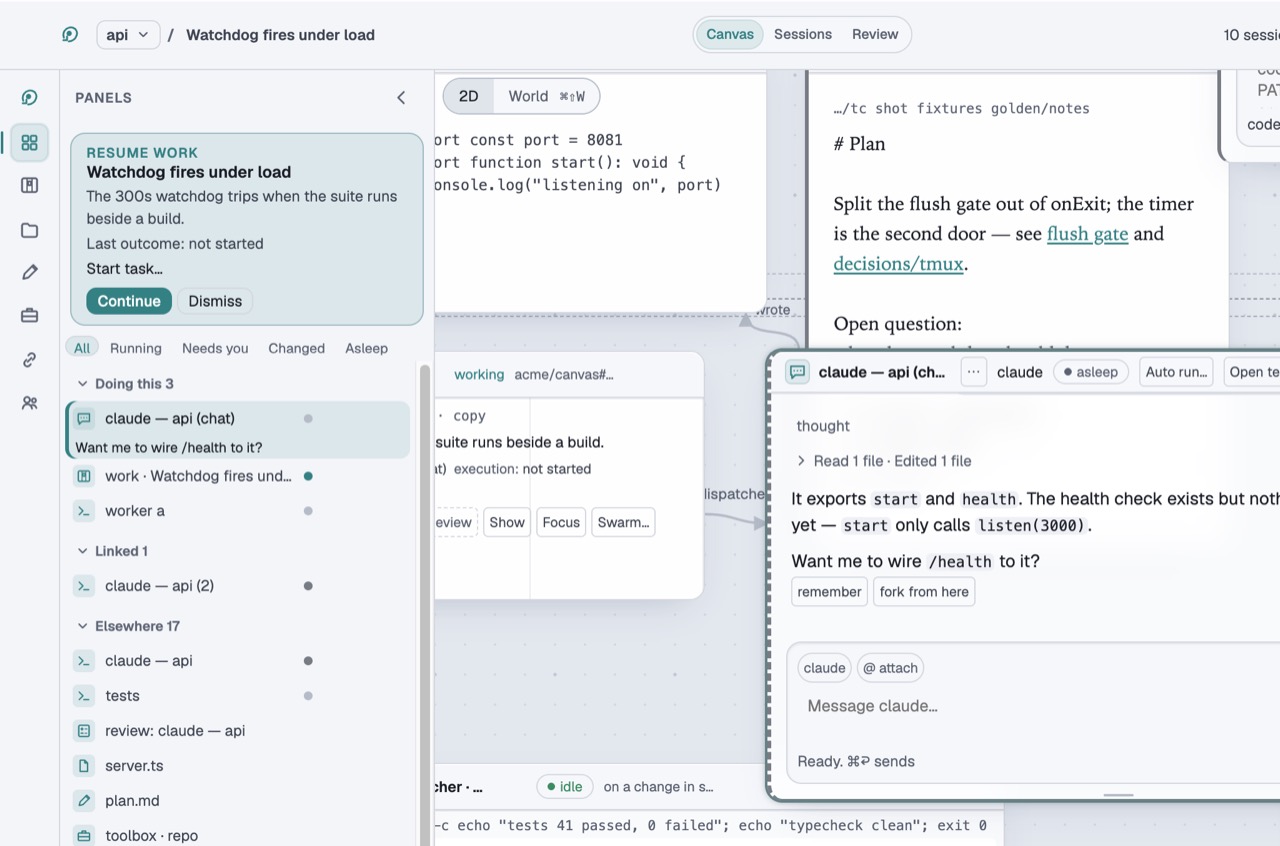 api / Watchdog fires under load
Canvas Sessions Review
10
PANELS
RESUME WORK
Watchdog fires under load
The 300s watchdog trips when the suite runs
beside a build.
Last outcome: not started
Start task…
Continue Dismiss
All Running Needs you Changed Asleep
Doing this 3
claude — api (chat)
Want me to wire /health to it?
work · Watchdog fires und…
worker a
Linked 1
claude — api (2)
Elsewhere 17
claude — api
tests
review: claude — api
server.ts
plan.md
toolbox · repo
2D World ⌘⇧W
ort const port = 8081
ort function start(): void {
onsole.log("listening on", port)
wrote
working acme/canvas#…
· copy
suite runs beside a build.
execution: not started
eview Show Focus Swarm…
dispatche
cher · …
idle on a change in s…
-c echo "tests 41 passed, 0 failed"; echo "typecheck clean"; exit 0
…/tc shot fixtures golden/notes
# Plan
Split the flush gate out of onExit; the timer
is the second door — see flush gate and
decisions/tmux.
Open question:
code
claude — api (ch… ··· claude asleep Auto run… Open te
thought
Read 1 file · Edited 1 file
It exports start and health. The health check exists but noth
yet — start only calls listen(3000).
Want me to wire /health to it?
remember fork from here
claude @ attach
Message claude…
Ready. ⌘⏎ sends